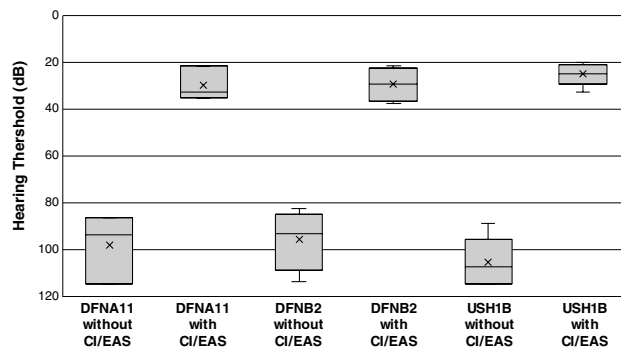 Hearing Thershold (dB)
0
20
40
60
80
100
120
DFNA11
without
CI/EAS
DFNA11
with
CI/EAS
DFNB2
without
CI/EAS
DFNB2
with
CI/EAS
USH1B
without
CI/EAS
USH1B
with
CI/EAS